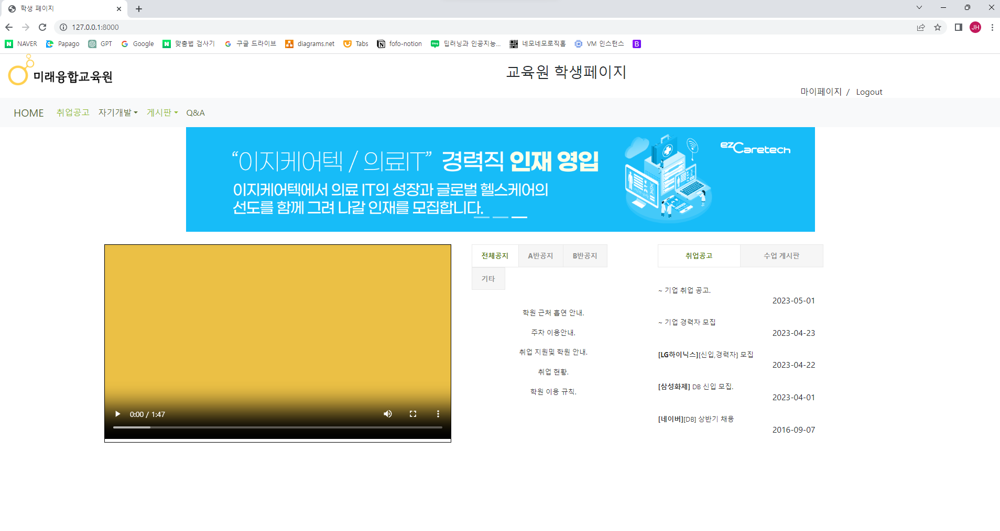 학생 페이지
127.0.0.1:8000
JH
NAVER Papago GPT Google 맞춤법 검사기 구글 드라이브 diagrams.net Tabs fofo-notion 딥러닝과 인공지능... 네모네모로직홈 VM 인스턴스
미래융합교육원
교육원 학생페이지
마이페이지 / Logout
HOME 취업공고 자기개발 게시판 Q&A
“이지케어텍 / 의료IT” 경력직 인재 영입
ezCaretech
이지케어텍에서 의료 IT의 성장과 글로벌 헬스케어의
선도를 함께 그려 나갈 인재를 모집합니다.
0:00 / 1:47
전체공지 A반공지 B반공지
기타
학원 근처 흡연 안내.
주차 이용안내.
취업 지원및 학원 안내.
취업 현황.
학원 이용 규칙.
취업공고 수업 게시판
~ 기업 취업 공고.
2023-05-01
~ 기업 경력자 모집
2023-04-23
[LG하이닉스][신입,경력자] 모집
2023-04-22
[삼성화제] DB 신입 모집.
2023-04-01
[네이버][DB] 상반기 채용
2016-09-07